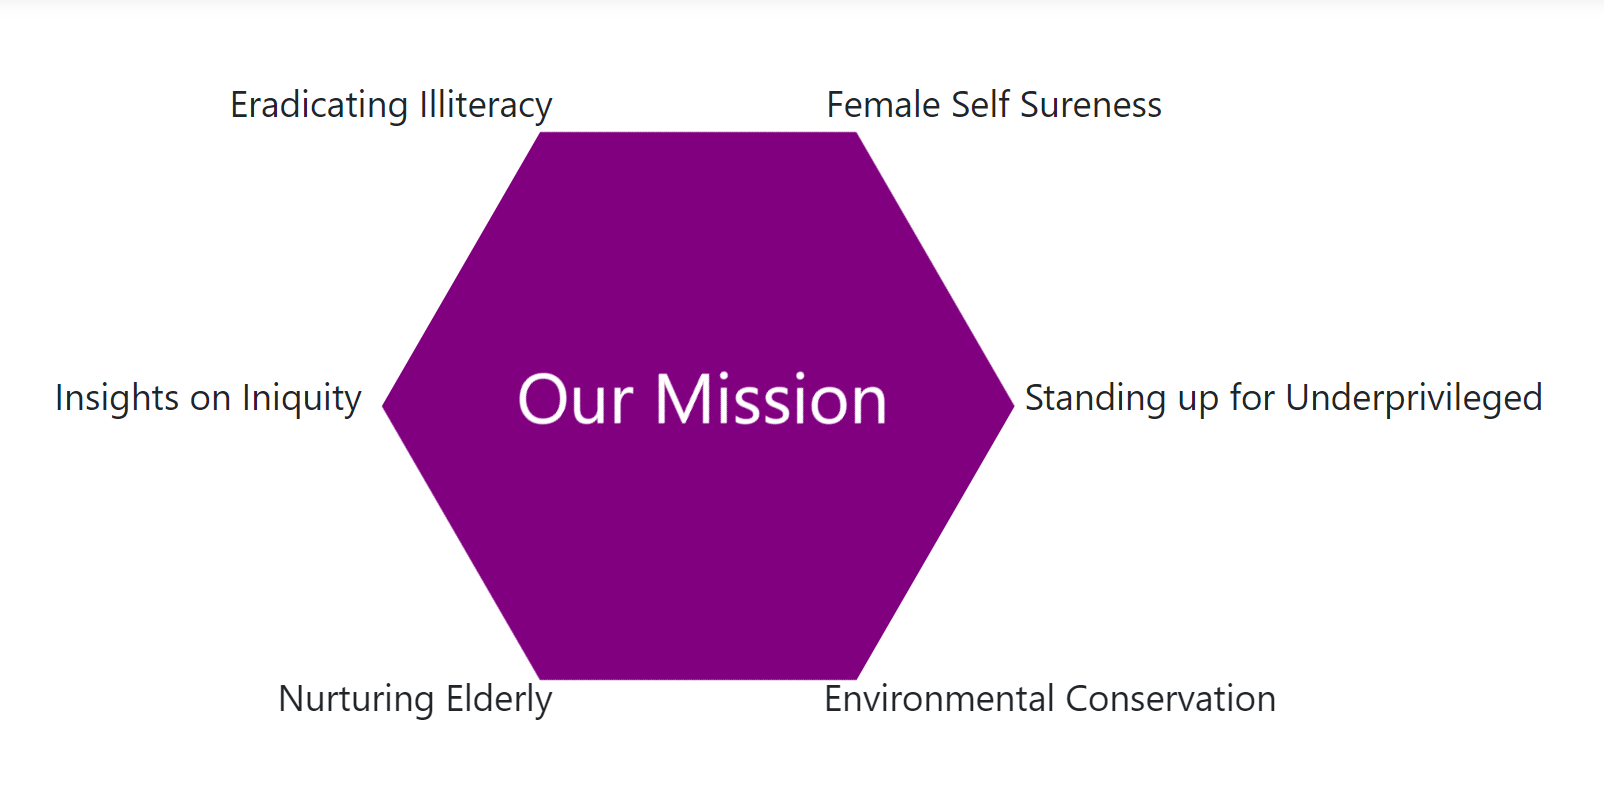 Eradicating Illiteracy
Female Self Sureness
Insights on Iniquity
Our Mission
Standing up for Underprivileged
Nurturing Elderly
Environmental Conservation